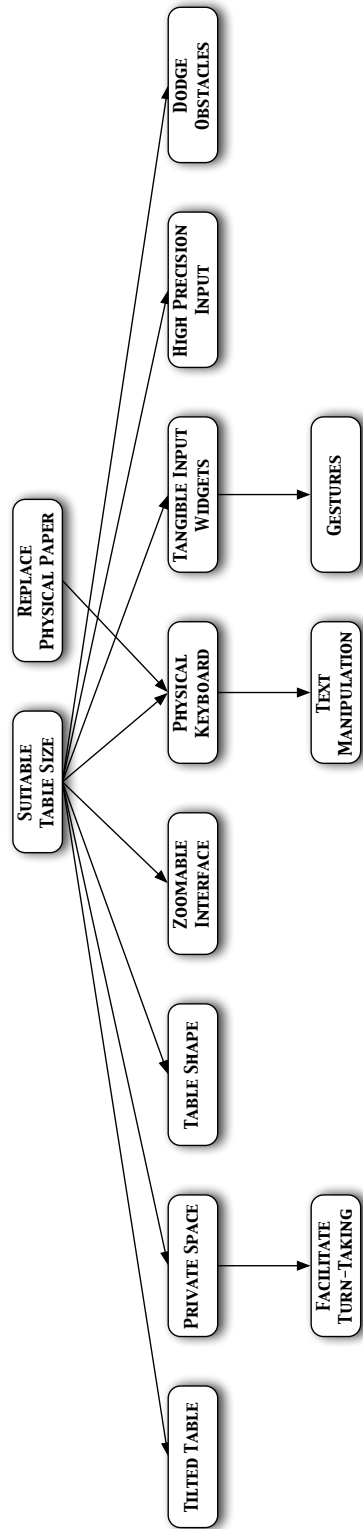 SUITABLE
TABLE SIZE
REPLACE
PHYSICAL PAPER
TILTED TABLE
PRIVATE SPACE
TABLE SHAPE
ZOOMABLE
INTERFACE
PHYSICAL
KEYBOARD
TANGIBLE INPUT
WIDGETS
HIGH PRECISION
INPUT
DODGE
OBSTACLES
FACILITATE
TURN-TAKING
TEXT
MANIPULATION
GESTURES